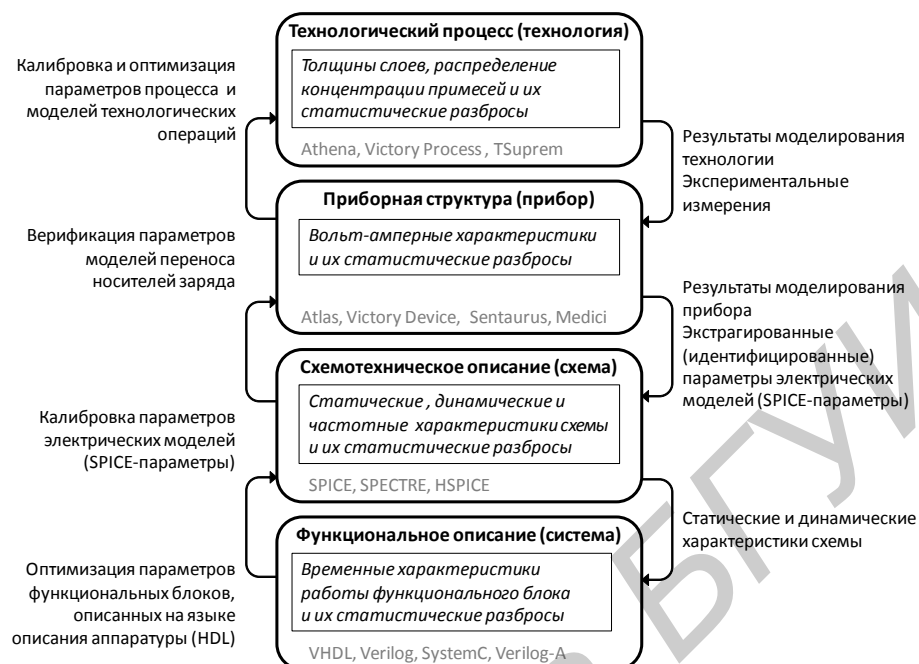 Технологический процесс (технология)
Толщины слоев, распределение
концентрации примесей и их
статистические разбросы
Athena, Victory Process , TSuprem
Калибровка и оптимизация
параметров процесса и
моделей технологических
операций
Результаты моделирования
технологии
Экспериментальные
измерения
Приборная структура (прибор)
Вольт-амперные характеристики
и их статистические разбросы
Atlas, Victory Device, Sentaurus, Medici
Верификация параметров
моделей переноса
носителей заряда
Результаты моделирования
прибора
Экстрагированные
(идентифицированные)
параметры электрических
моделей (SPICE-параметры)
Схемотехническое описание (схема)
Статические , динамические и
частотные характеристики схемы
и их статистические разбросы
SPICE, SPECTRE, HSPICE
Калибровка параметров
электрических моделей
(SPICE-параметры)
Статические и динамические
характеристики схемы
Функциональное описание (система)
Временные характеристики
работы функционального блока
и их статистические разбросы
VHDL, Verilog, SystemC, Verilog-A
Оптимизация параметров
функциональных блоков,
описанных на языке
описания аппаратуры (HDL)
БГУИ